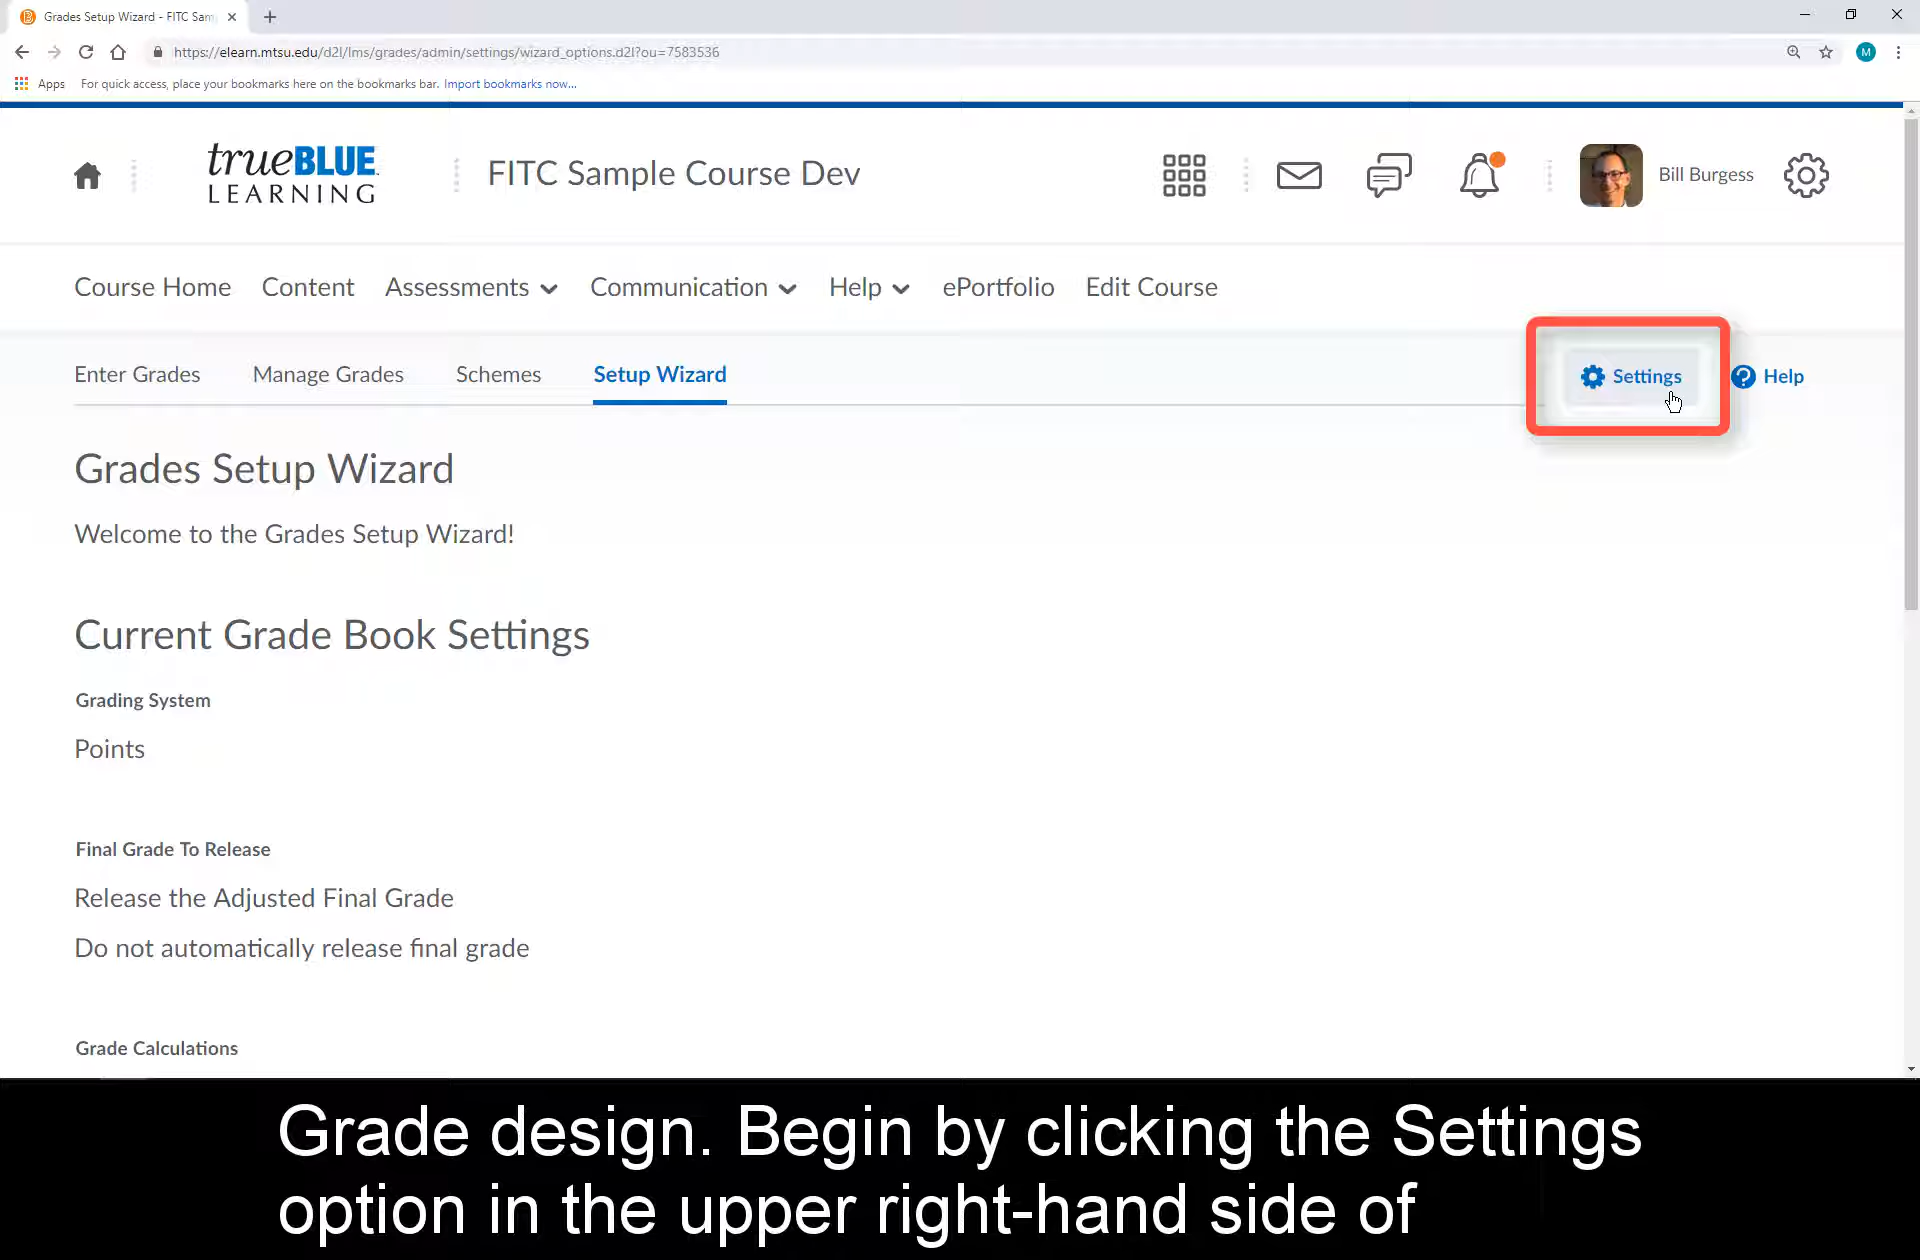 Grades Setup Wizard - FITC Sam
https://elearn.mtsu.edu/d2l/lms/grades/admin/settings/wizard_options.d2l?ou=7583536
M
Apps For quick access, place your bookmarks here on the bookmarks bar. Import bookmarks now...
trueBLUE
LEARNING
FITC Sample Course Dev
Bill Burgess
Course Home Content Assessments Communication Help ePortfolio Edit Course
Enter Grades Manage Grades Schemes Setup Wizard Settings Help
Grades Setup Wizard
Welcome to the Grades Setup Wizard!
Current Grade Book Settings
Grading System
Points
Final Grade To Release
Release the Adjusted Final Grade
Do not automatically release final grade
Grade Calculations
Grade design. Begin by clicking the Settings
option in the upper right-hand side of